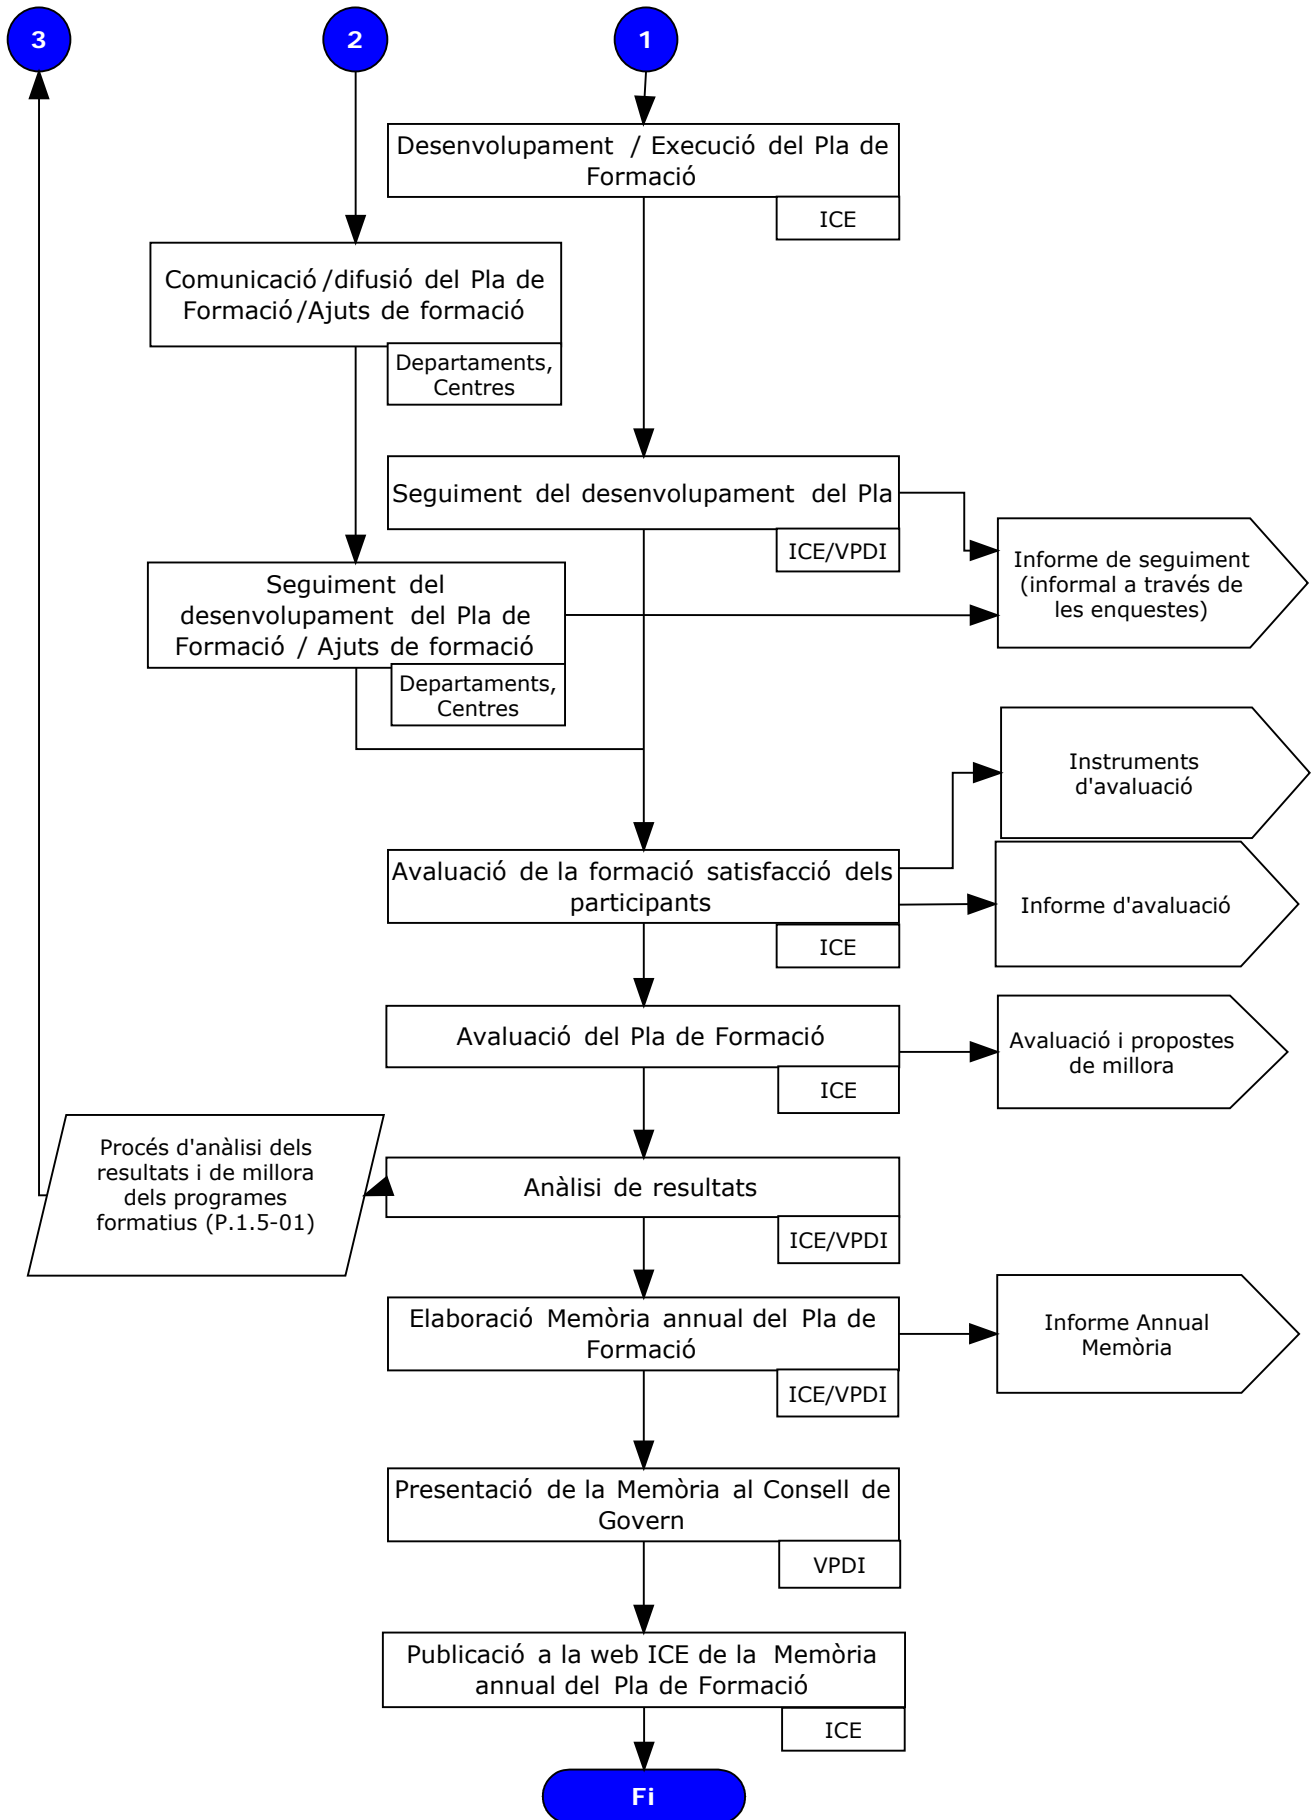 3
2
1
Desenvolupament / Execució del Pla de
Formació
ICE
Comunicació/difusió del Pla de
Formació/Ajuts de formació
Departaments,
Centres
Seguiment del desenvolupament del Pla
ICE/VPDI
Informe de seguiment
(informal a través de
les enquestes)
Seguiment del
desenvolupament del Pla de
Formació / Ajuts de formació
Departaments,
Centres
Instruments
d'avaluació
Avaluació de la formació satisfacció dels
participants
ICE
Informe d'avaluació
Avaluació del Pla de Formació
ICE
Avaluació i propostes
de millora
Procés d'anàlisi dels
resultats i de millora
dels programes
formatius (P.1.5-01)
Anàlisi de resultats
ICE/VPDI
Elaboració Memòria annual del Pla de
Formació
ICE/VPDI
Informe Annual
Memòria
Presentació de la Memòria al Consell de
Govern
VPDI
Publicació a la web ICE de la Memòria
annual del Pla de Formació
ICE
Fi